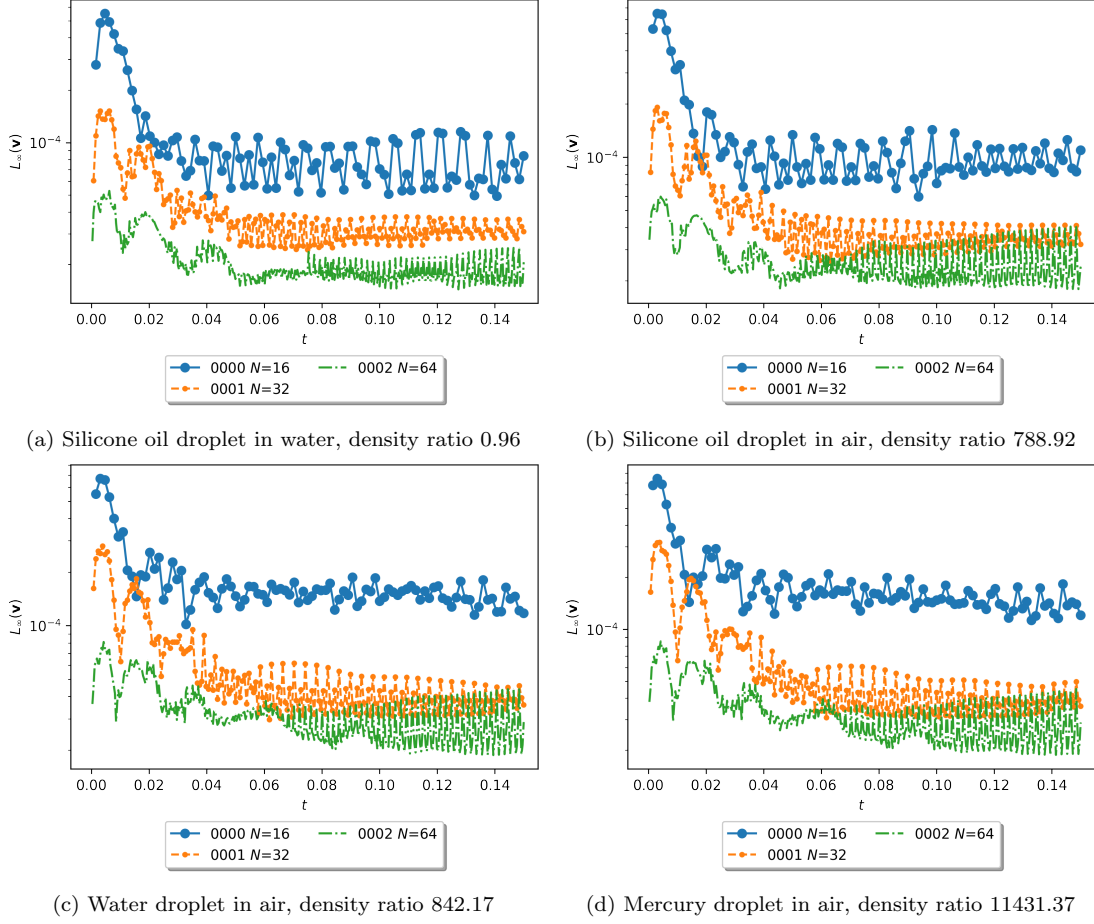 10⁻⁴
L∞(v)
0.00 0.02 0.04 0.06 0.08 0.10 0.12 0.14
t
0000 N=16 0002 N=64
0001 N=32
(a) Silicone oil droplet in water, density ratio 0.96
10⁻⁴
L∞(v)
0.00 0.02 0.04 0.06 0.08 0.10 0.12 0.14
t
0000 N=16 0002 N=64
0001 N=32
(b) Silicone oil droplet in air, density ratio 788.92
10⁻⁴
L∞(v)
0.00 0.02 0.04 0.06 0.08 0.10 0.12 0.14
t
0000 N=16 0002 N=64
0001 N=32
(c) Water droplet in air, density ratio 842.17
10⁻⁴
L∞(v)
0.00 0.02 0.04 0.06 0.08 0.10 0.12 0.14
t
0000 N=16 0002 N=64
0001 N=32
(d) Mercury droplet in air, density ratio 11431.37